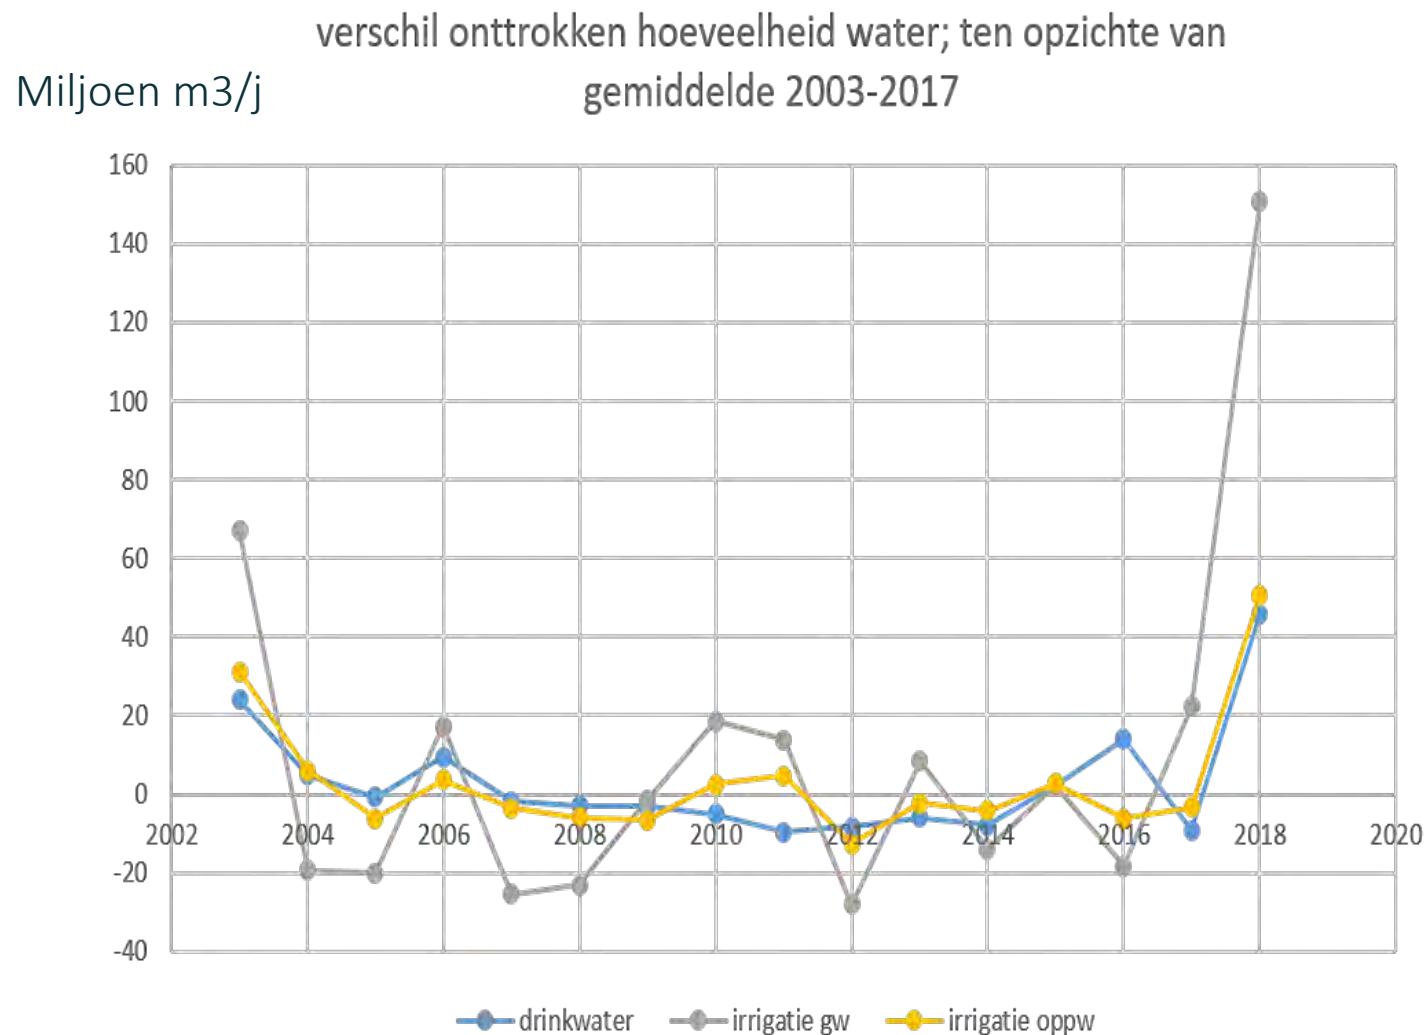 verschil onttrokken hoeveelheid water; ten opzichte van
Miljoen m3/j
gemiddelde 2003-2017
160
140
120
100
80
60
40
20
0
2002 2004 2006 2008 2010 2012 2014 2016 2018 2020
-20
-40
drinkwater irrigatie gw irrigatie oppw